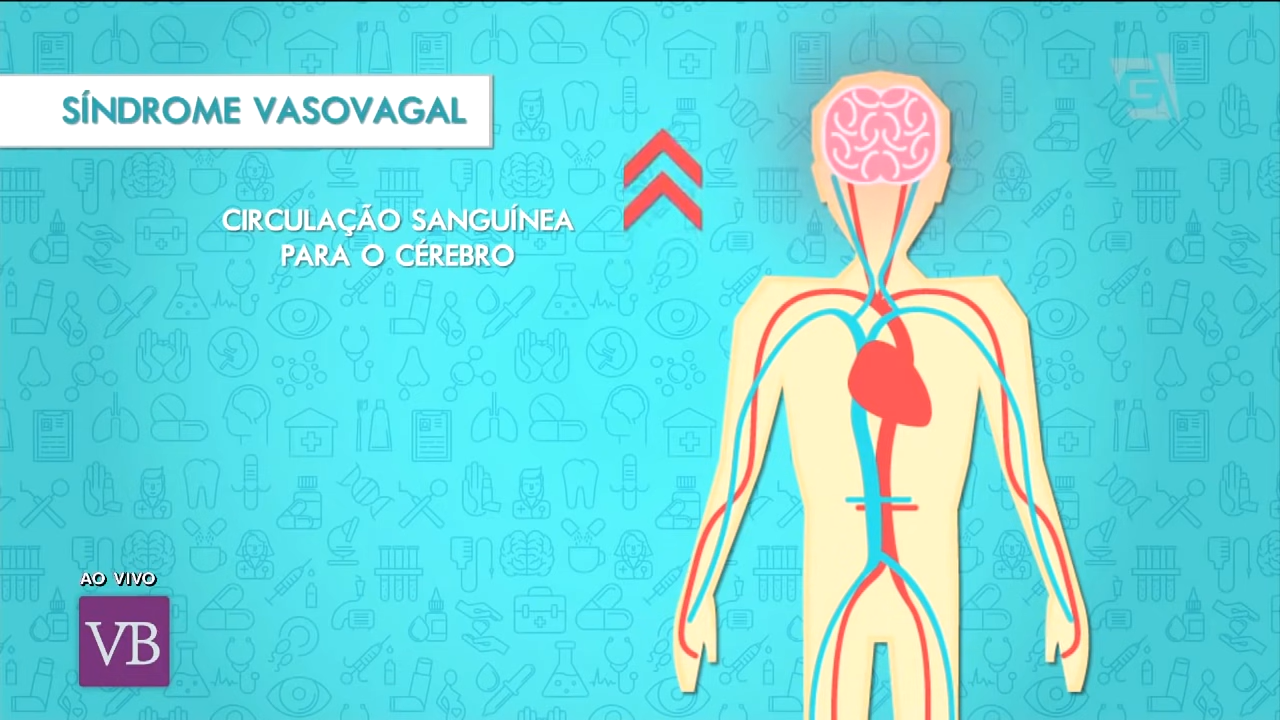 SÍNDROME VASOVAGAL
CIRCULAÇÃO SANGUÍNEA
PARA O CÉREBRO
AO VIVO
VB